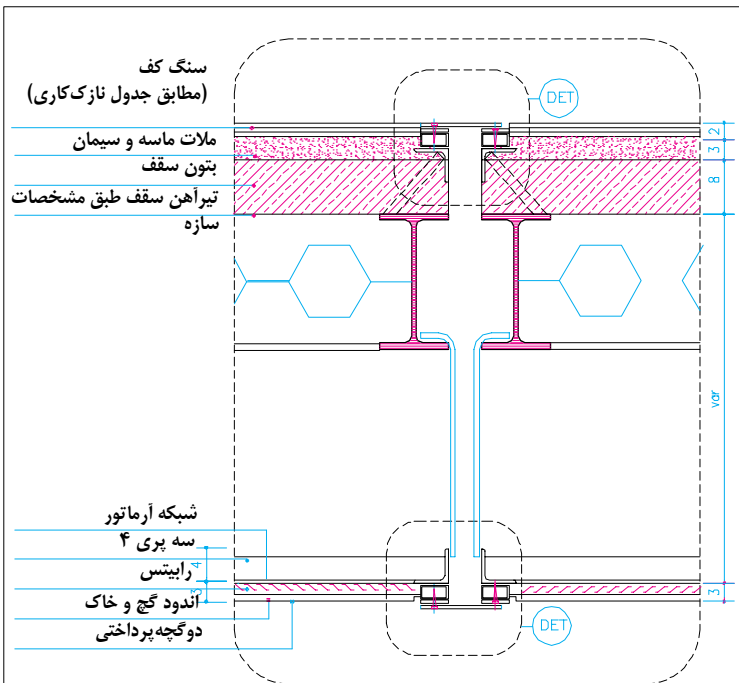 سنگ کف
(مطابق جدول نازک‌کاری)
ملات ماسه و سیمان
بتون سقف
تیرآهن سقف طبق مشخصات
سازه
DET
2
3
8
var
شبکه آرماتور
سه پری ۴
رابیتس
اندود گچ و خاک
دوگچه‌پرداختی
4
3
3
DET